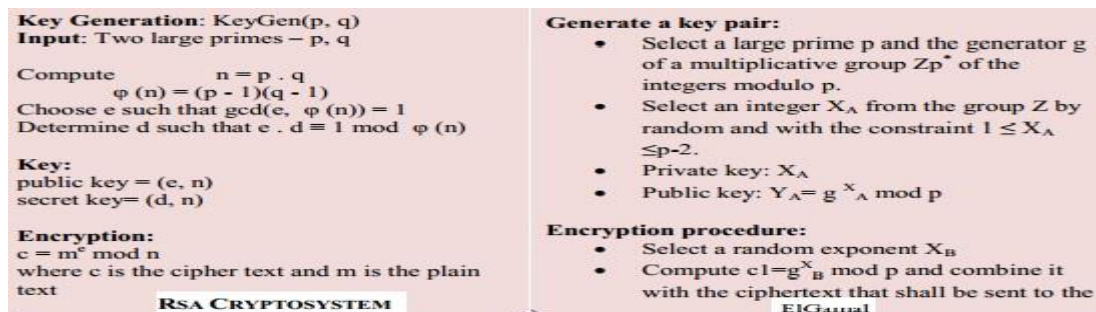 Key Generation: KeyGen(p, q)
Input: Two large primes – p, q
Compute n = p . q
φ (n) = (p - 1)(q - 1)
Choose e such that gcd(e, φ (n)) = 1
Determine d such that e . d ≡ 1 mod φ (n)
Key:
public key = (e, n)
secret key= (d, n)
Encryption:
c = m^e mod n
where c is the cipher text and m is the plain
text
RSA CRYPTOSYSTEM
Generate a key pair:
• Select a large prime p and the generator g
of a multiplicative group Zp* of the
integers modulo p.
• Select an integer X_A from the group Z by
random and with the constraint 1 ≤ X_A
≤p-2.
• Private key: X_A
• Public key: Y_A= g ^X_A mod p
Encryption procedure:
• Select a random exponent X_B
• Compute c1=g^X_B mod p and combine it
with the ciphertext that shall be sent to the
ElGamal